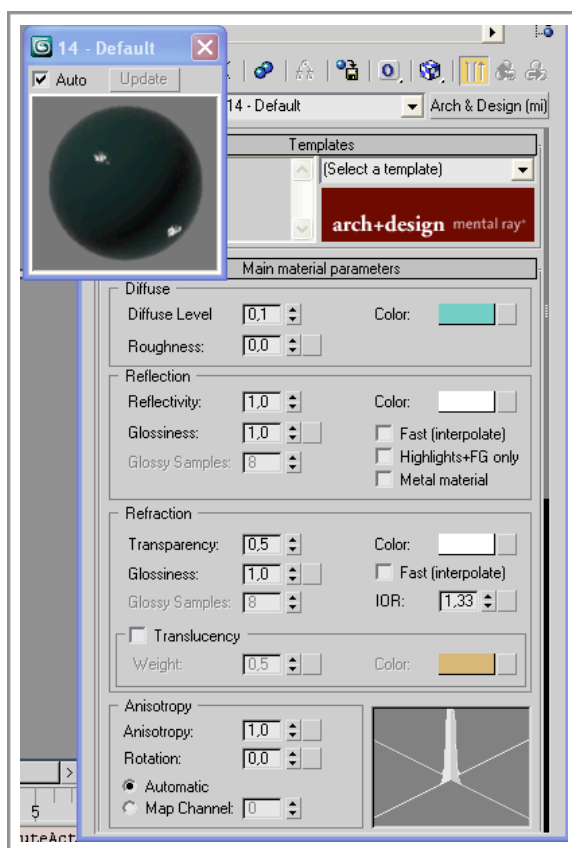 14 - Default
Auto Update
14 - Default Arch & Design (mi)
Templates
(Select a template)
arch+design mental ray®
Main material parameters
Diffuse
Diffuse Level 0,1 Color:
Roughness: 0,0
Reflection
Reflectivity: 1,0 Color:
Glossiness: 1,0 Fast (interpolate)
Glossy Samples: 8 Highlights+FG only
Metal material
Refraction
Transparency: 0,5 Color:
Glossiness: 1,0 Fast (interpolate)
Glossy Samples: 8 IOR: 1,33
Translucency
Weight: 0,5 Color:
Anisotropy
Anisotropy: 1,0
Rotation: 0,0
Automatic
Map Channel: 0
5